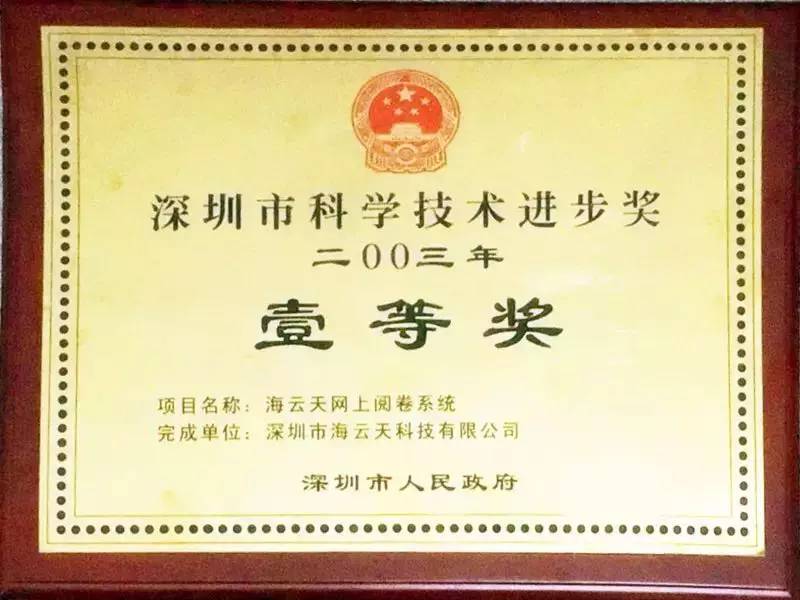 深圳市科学技术进步奖
二00三年
壹等奖
项目名称：海云天网上阅卷系统
完成单位：深圳市海云天科技有限公司
深圳市人民政府